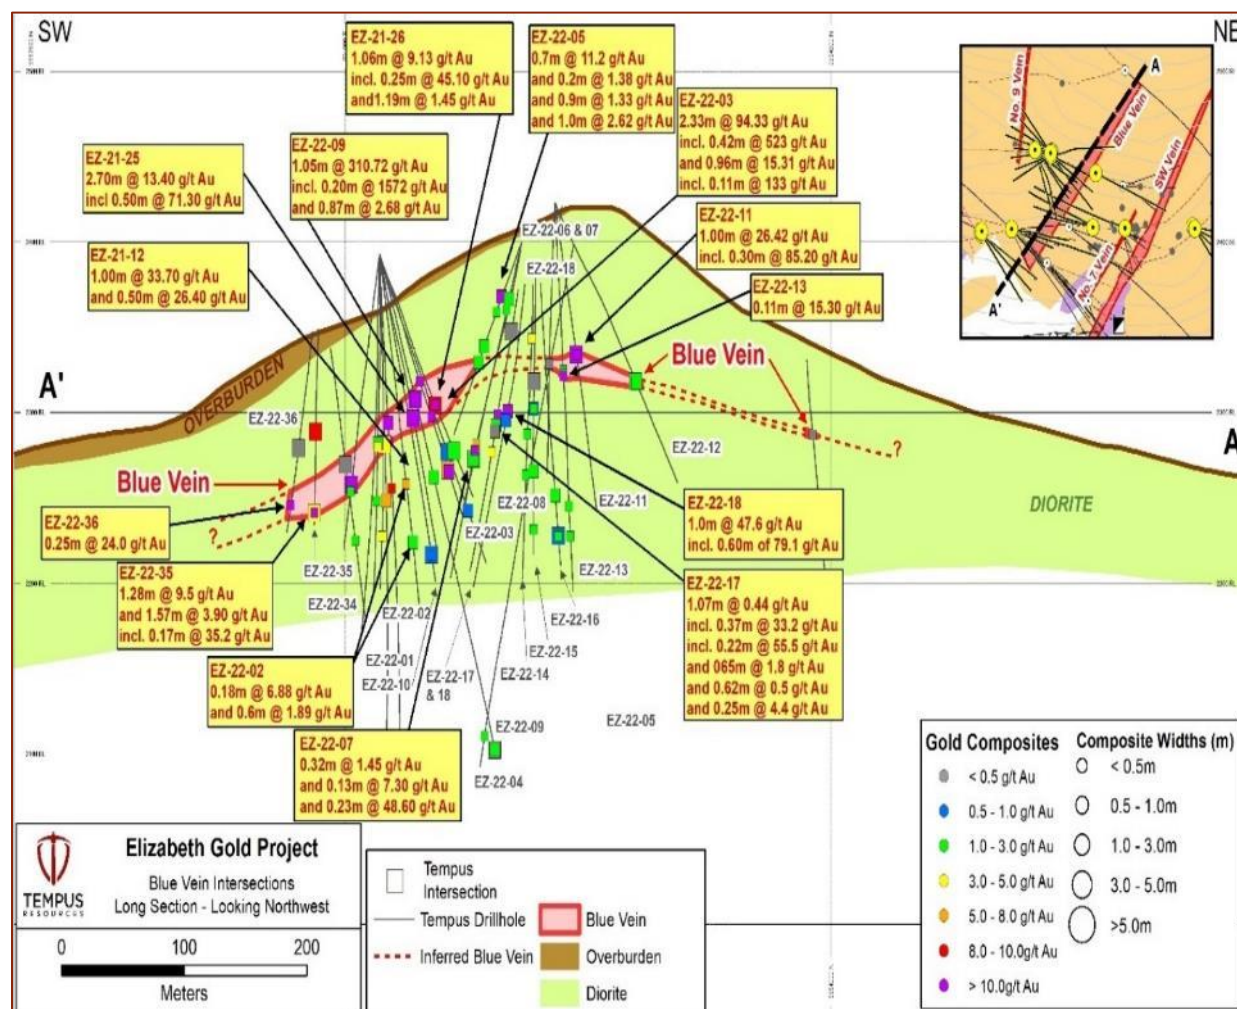 SW
NE
EZ-21-26
1.06m @ 9.13 g/t Au
incl. 0.25m @ 45.10 g/t Au
and1.19m @ 1.45 g/t Au
EZ-22-05
0.7m @ 11.2 g/t Au
and 0.2m @ 1.38 g/t Au
and 0.9m @ 1.33 g/t Au
and 1.0m @ 2.62 g/t Au
EZ-22-03
2.33m @ 94.33 g/t Au
incl. 0.42m @ 523 g/t Au
and 0.96m @ 15.31 g/t Au
incl. 0.11m @ 133 g/t Au
EZ-21-25
2.70m @ 13.40 g/t Au
incl 0.50m @ 71.30 g/t Au
EZ-22-09
1.05m @ 310.72 g/t Au
incl. 0.20m @ 1572 g/t Au
and 0.87m @ 2.68 g/t Au
EZ-22-11
1.00m @ 26.42 g/t Au
incl. 0.30m @ 85.20 g/t Au
EZ-21-12
1.00m @ 33.70 g/t Au
and 0.50m @ 26.40 g/t Au
EZ-22-13
0.11m @ 15.30 g/t Au
A
No. 9 Vein
Blue Vein
SW Vein
No. 7 Vein
A'
EZ-22-06 & 07
EZ-22-18
OVERBURDEN
A'
Blue Vein
A
EZ-22-36
Blue Vein
EZ-22-12
?
?
EZ-22-36
0.25m @ 24.0 g/t Au
EZ-22-08
EZ-22-11
EZ-22-03
EZ-22-18
1.0m @ 47.6 g/t Au
incl. 0.60m of 79.1 g/t Au
DIORITE
EZ-22-35
1.28m @ 9.5 g/t Au
and 1.57m @ 3.90 g/t Au
incl. 0.17m @ 35.2 g/t Au
EZ-22-35
EZ-22-34
EZ-22-02
EZ-22-13
EZ-22-16
EZ-22-15
EZ-22-14
EZ-22-17
1.07m @ 0.44 g/t Au
incl. 0.37m @ 33.2 g/t Au
incl. 0.22m @ 55.5 g/t Au
and 065m @ 1.8 g/t Au
and 0.62m @ 0.5 g/t Au
and 0.25m @ 4.4 g/t Au
EZ-22-02
0.18m @ 6.88 g/t Au
and 0.6m @ 1.89 g/t Au
EZ-22-01
EZ-22-10
EZ-22-17
& 18
EZ-22-09
EZ-22-05
EZ-22-04
EZ-22-07
0.32m @ 1.45 g/t Au
and 0.13m @ 7.30 g/t Au
and 0.23m @ 48.60 g/t Au
TEMPUS
RESOURCES
Elizabeth Gold Project
Blue Vein Intersections
Long Section - Looking Northwest
0 100 200
Meters
Tempus
Intersection
Tempus Drillhole
Inferred Blue Vein
Blue Vein
Overburden
Diorite
Gold Composites
< 0.5 g/t Au
0.5 - 1.0 g/t Au
1.0 - 3.0 g/t Au
3.0 - 5.0 g/t Au
5.0 - 8.0 g/t Au
8.0 - 10.0g/t Au
> 10.0g/t Au
Composite Widths (m)
< 0.5m
0.5 - 1.0m
1.0 - 3.0m
3.0 - 5.0m
>5.0m